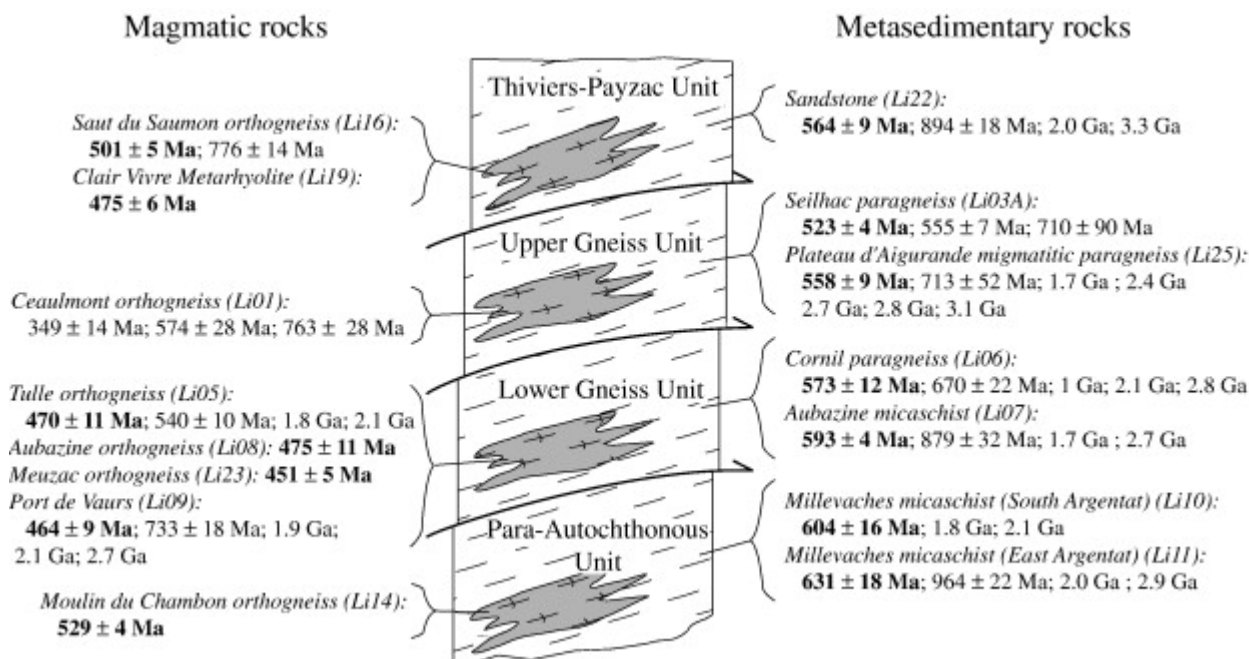 Magmatic rocks
Saut du Saumon orthogneiss (Li16):
501 ± 5 Ma; 776 ± 14 Ma
Clair Vivre Metarhyolite (Li19):
475 ± 6 Ma
Ceaulmont orthogneiss (Li01):
349 ± 14 Ma; 574 ± 28 Ma; 763 ± 28 Ma
Tulle orthogneiss (Li05):
470 ± 11 Ma; 540 ± 10 Ma; 1.8 Ga; 2.1 Ga
Aubazine orthogneiss (Li08): 475 ± 11 Ma
Meuzac orthogneiss (Li23): 451 ± 5 Ma
Port de Vaurs (Li09):
464 ± 9 Ma; 733 ± 18 Ma; 1.9 Ga;
2.1 Ga; 2.7 Ga
Moulin du Chambon orthogneiss (Li14):
529 ± 4 Ma
Thiviers-Payzac Unit
Upper Gneiss Unit
Lower Gneiss Unit
Para-Autochthonous
Unit
Metasedimentary rocks
Sandstone (Li22):
564 ± 9 Ma; 894 ± 18 Ma; 2.0 Ga; 3.3 Ga
Seilhac paragneiss (Li03A):
523 ± 4 Ma; 555 ± 7 Ma; 710 ± 90 Ma
Plateau d'Aigurande migmatitic paragneiss (Li25):
558 ± 9 Ma; 713 ± 52 Ma; 1.7 Ga ; 2.4 Ga
2.7 Ga; 2.8 Ga; 3.1 Ga
Cornil paragneiss (Li06):
573 ± 12 Ma; 670 ± 22 Ma; 1 Ga; 2.1 Ga; 2.8 Ga
Aubazine micaschist (Li07):
593 ± 4 Ma; 879 ± 32 Ma; 1.7 Ga ; 2.7 Ga
Millevaches micaschist (South Argentat) (Li10):
604 ± 16 Ma; 1.8 Ga; 2.1 Ga
Millevaches micaschist (East Argentat) (Li11):
631 ± 18 Ma; 964 ± 22 Ma; 2.0 Ga ; 2.9 Ga